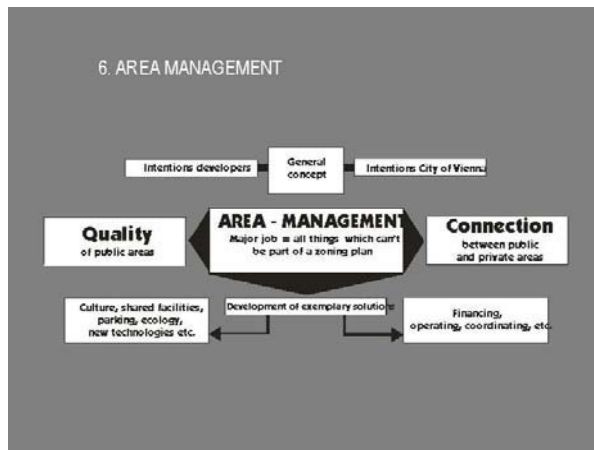 6. AREA MANAGEMENT
Intentions developers
General
concept
Intentions City of Vienna
Quality
of public areas
AREA - MANAGEMENT
Major job = all things which can't
be part of a zoning plan
Connection
between public
and private areas
Culture, shared facilities,
parking, ecology,
new technologies etc.
Development of exemplary solutions
Financing,
operating, coordinating, etc.